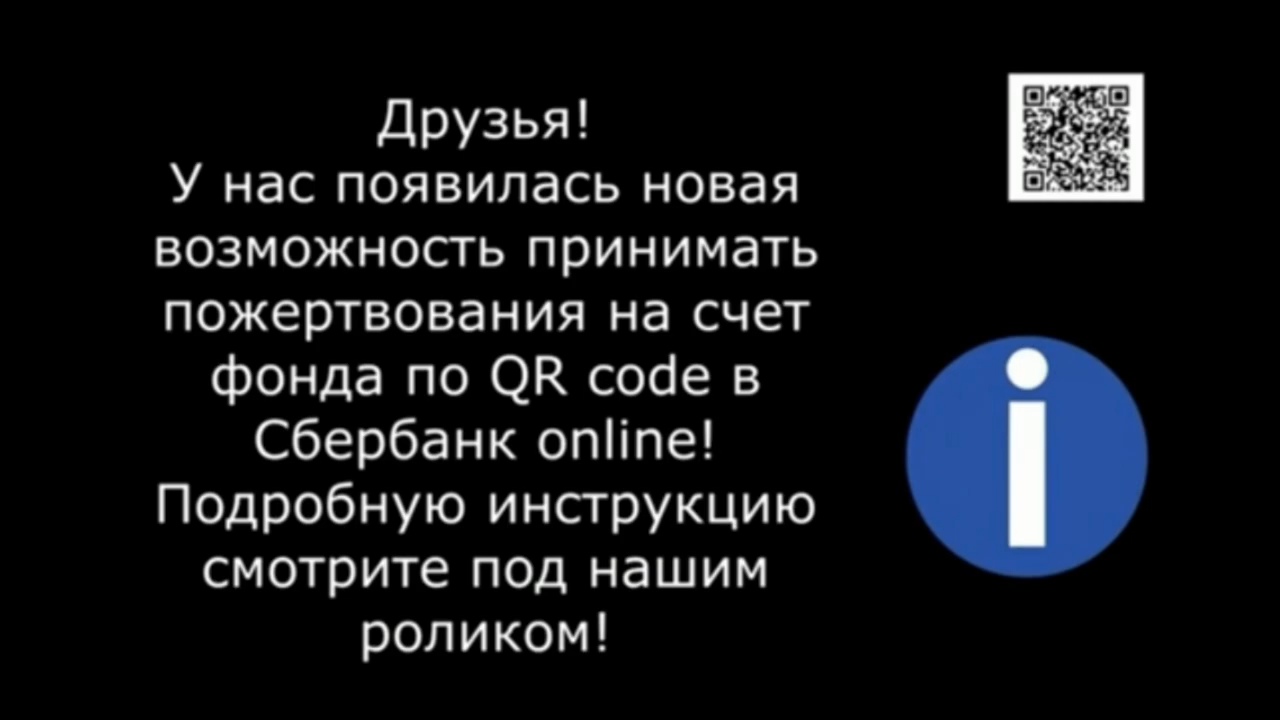 Друзья!
У нас появилась новая
возможность принимать
пожертвования на счет
фонда по QR code в
Сбербанк online!
Подробную инструкцию
смотрите под нашим
роликом!
i